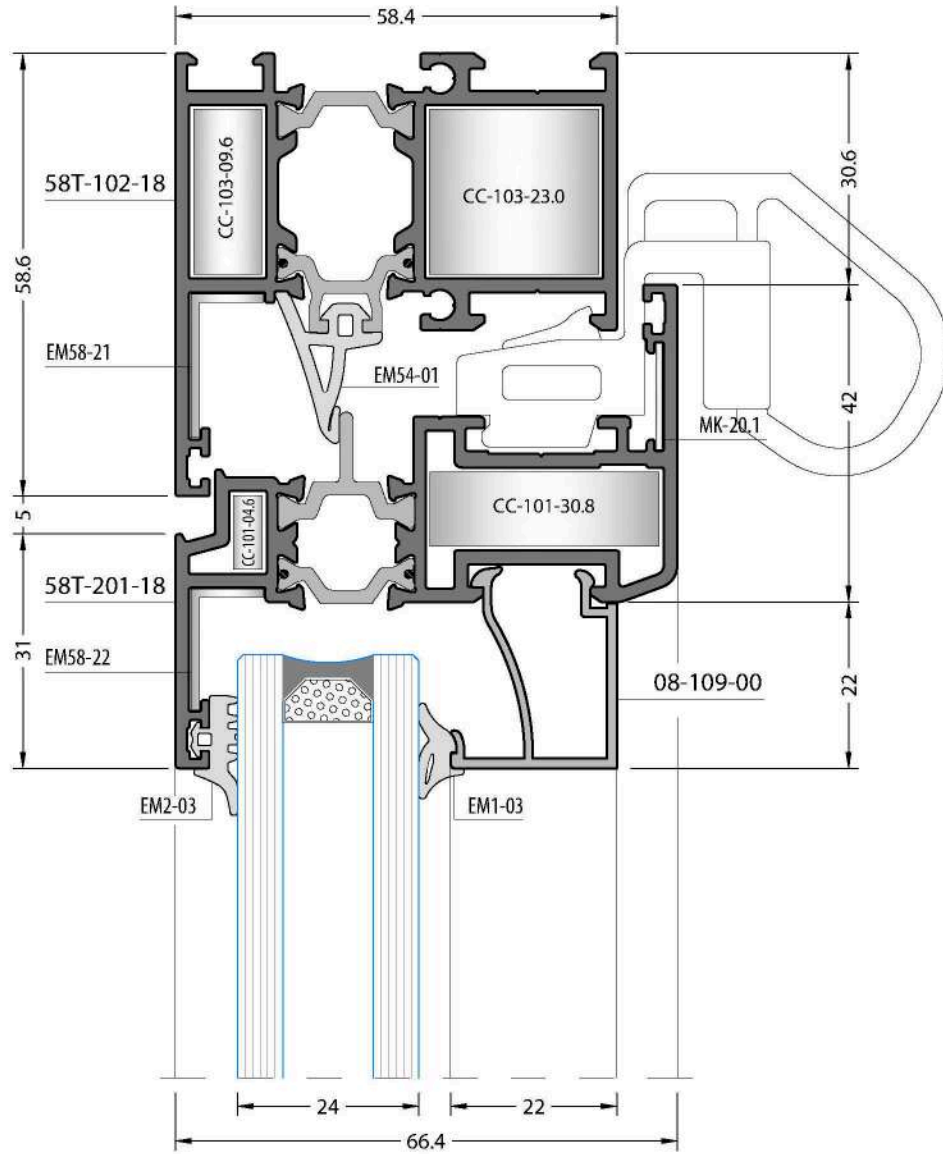 58.4
58T-102-18
CC-103-09.6
CC-103-23.0
30.6
58.6
EM58-21
EM54-01
42
MK-20.1
5
CC-101-04.6
CC-101-30.8
58T-201-18
31
EM58-22
08-109-00
22
EM2-03
EM1-03
24
22
66.4